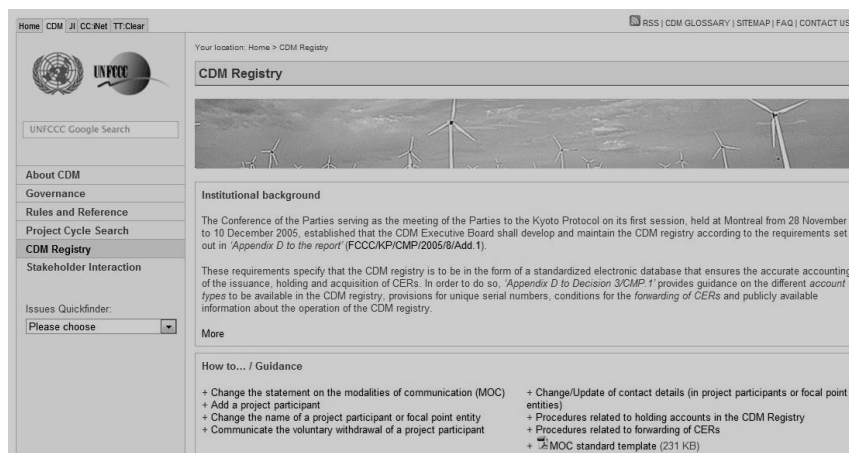 Home CDM JI CC:iNet TT:Clear
RSS | CDM GLOSSARY | SITEMAP | FAQ | CONTACT US
Your location: Home > CDM Registry
UNFCCC
CDM Registry
UNFCCC Google Search
About CDM
Governance
Rules and Reference
Project Cycle Search
CDM Registry
Stakeholder Interaction
Issues Quickfinder:
Please choose
Institutional background
The Conference of the Parties serving as the meeting of the Parties to the Kyoto Protocol on its first session, held at Montreal from 28 November
to 10 December 2005, established that the CDM Executive Board shall develop and maintain the CDM registry according to the requirements set
out in 'Appendix D to the report' (FCCC/KP/CMP/2005/8/Add.1).
These requirements specify that the CDM registry is to be in the form of a standardized electronic database that ensures the accurate accounting
of the issuance, holding and acquisition of CERs. In order to do so, 'Appendix D to Decision 3/CMP.1' provides guidance on the different account
types to be available in the CDM registry, provisions for unique serial numbers, conditions for the forwarding of CERs and publicly available
information about the operation of the CDM registry.
More
How to... / Guidance
+ Change the statement on the modalities of communication (MOC)
+ Add a project participant
+ Change the name of a project participant or focal point entity
+ Communicate the voluntary withdrawal of a project participant
+ Change/Update of contact details (in project participants or focal point
entities)
+ Procedures related to holding accounts in the CDM Registry
+ Procedures related to forwarding of CERs
+ MOC standard template (231 KB)